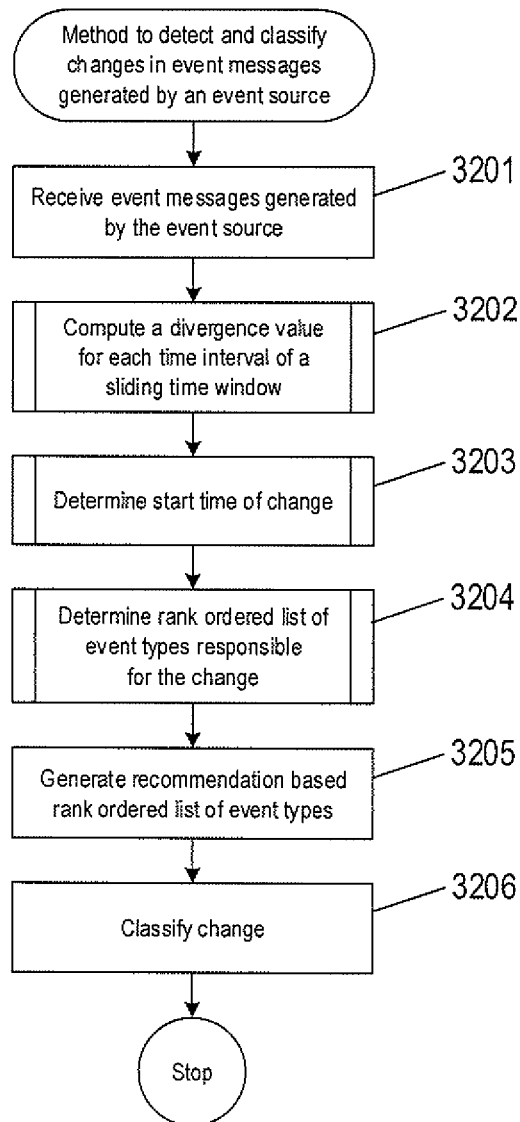 Method to detect and classify
changes in event messages
generated by an event source
3201
Receive event messages generated
by the event source
3202
Compute a divergence value
for each time interval of a
sliding time window
3203
Determine start time of change
3204
Determine rank ordered list of
event types responsible
for the change
3205
Generate recommendation based
rank ordered list of event types
3206
Classify change
Stop